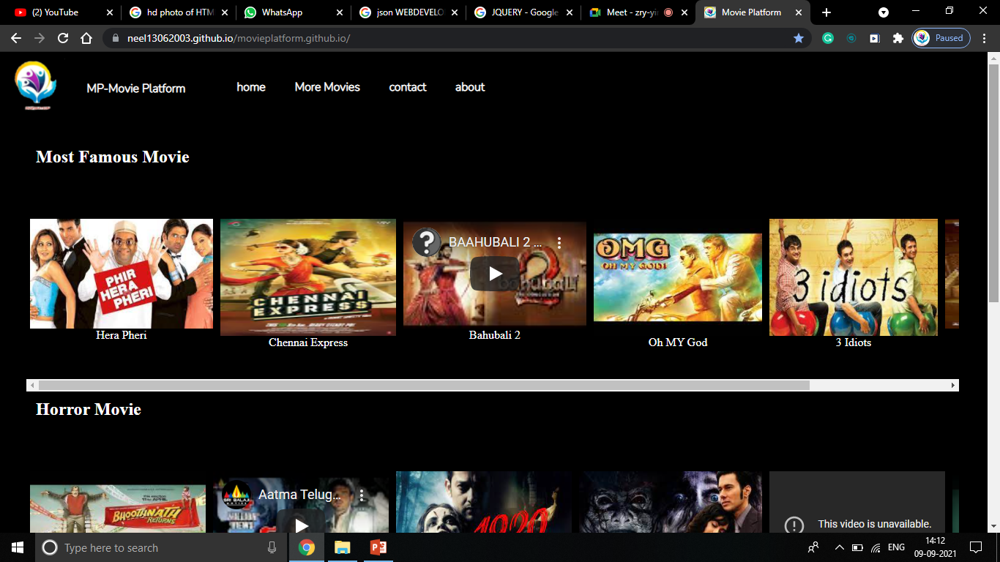 (2) YouTube
hd photo of HTM
WhatsApp
json WEBDEVELO
JQUERY - Google
Meet - zry-yi
Movie Platform
neel13062003.github.io/movieplatform.github.io/
Paused
MP-Movie Platform
home
More Movies
contact
about
Most Famous Movie
PHIR
HERA
PHERI
CHENNAI
EXPRESS
BAAHUBALI 2 ...
2
OMG
OH MY GOD!
3 idiots
Hera Pheri
Chennai Express
Bahubali 2
Oh MY God
3 Idiots
Horror Movie
BHOOTHNATH
RETURNS
SRI BALAJI
Aatma Telug...
1920
This video is unavailable.
Type here to search
ENG
14:12
09-09-2021